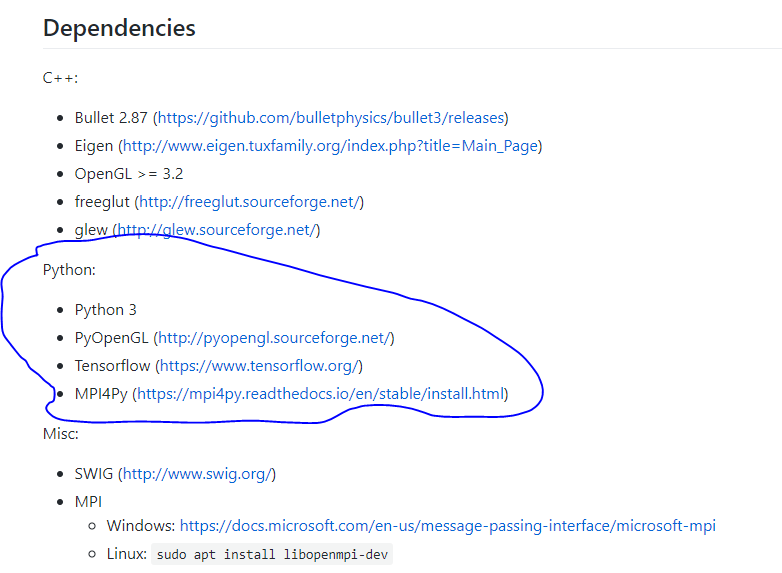 Dependencies
C++:
Bullet 2.87 (https://github.com/bulletphysics/bullet3/releases)
Eigen (http://www.eigen.tuxfamily.org/index.php?title=Main_Page)
OpenGL >= 3.2
freeglut (http://freeglut.sourceforge.net/)
glew (http://glew.sourceforge.net/)
Python:
Python 3
PyOpenGL (http://pyopengl.sourceforge.net/)
Tensorflow (https://www.tensorflow.org/)
MPI4Py (https://mpi4py.readthedocs.io/en/stable/install.html)
Misc:
SWIG (http://www.swig.org/)
MPI
Windows: https://docs.microsoft.com/en-us/message-passing-interface/microsoft-mpi
Linux: sudo apt install libopenmpi-dev